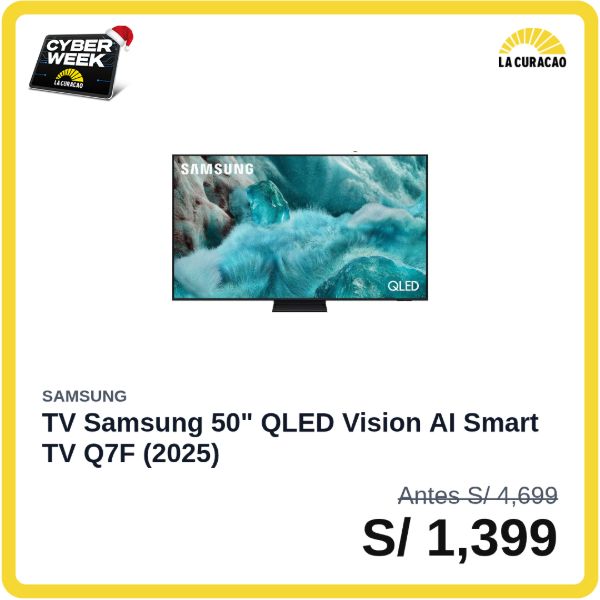 CYBER
WEEK
LA CURACAO
LA CURACAO
SAMSUNG
QLED
SAMSUNG
TV Samsung 50" QLED Vision AI Smart
TV Q7F (2025)
Antes S/ 4,699
S/ 1,399